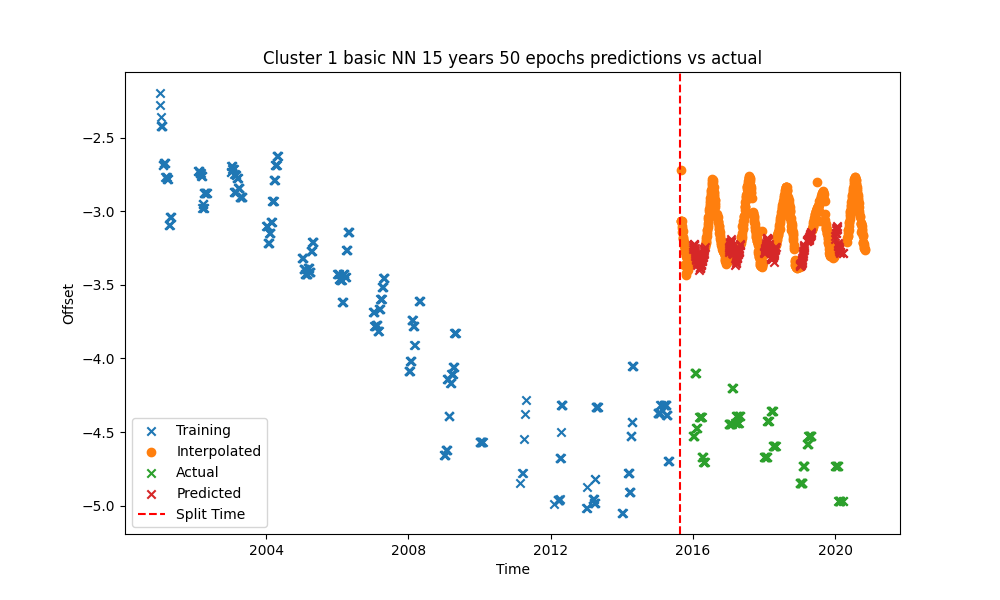 Cluster 1 basic NN 15 years 50 epochs predictions vs actual
Offset
−2.5
−3.0
−3.5
−4.0
−4.5
−5.0
Training
Interpolated
Actual
Predicted
Split Time
2004
2008
2012
2016
2020
Time